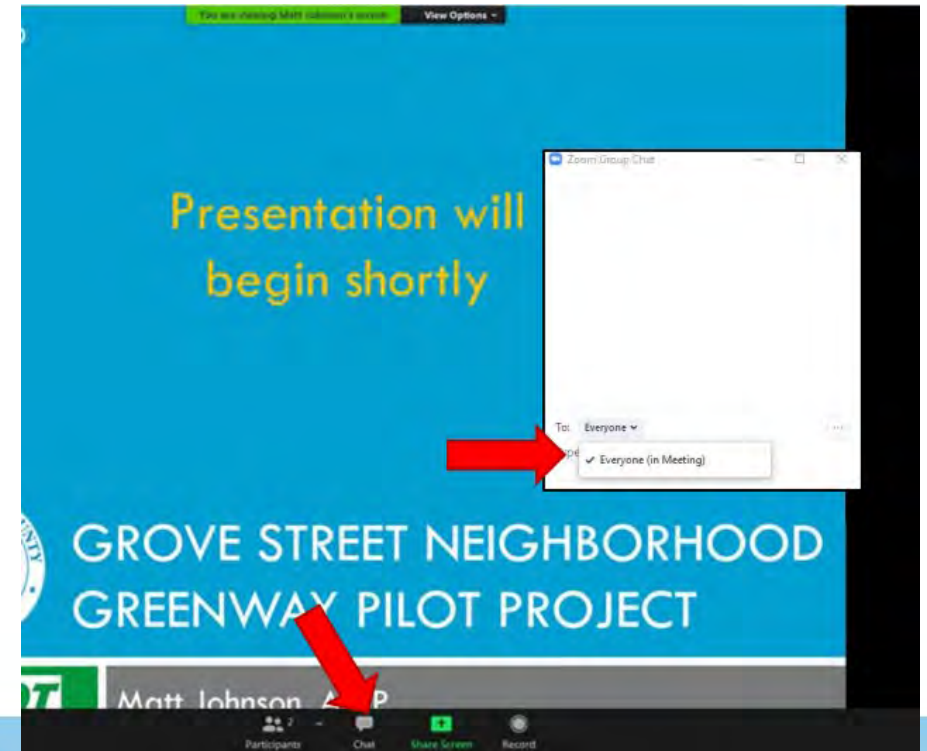 You are viewing Matt Johnson's screen
View Options
Zoom Group Chat
Presentation will
begin shortly
To: Everyone
Everyone (in Meeting)
GROVE STREET NEIGHBORHOOD
GREENWAY PILOT PROJECT
Matt Johnson,
2
Participants
Chat
Share Screen
Record